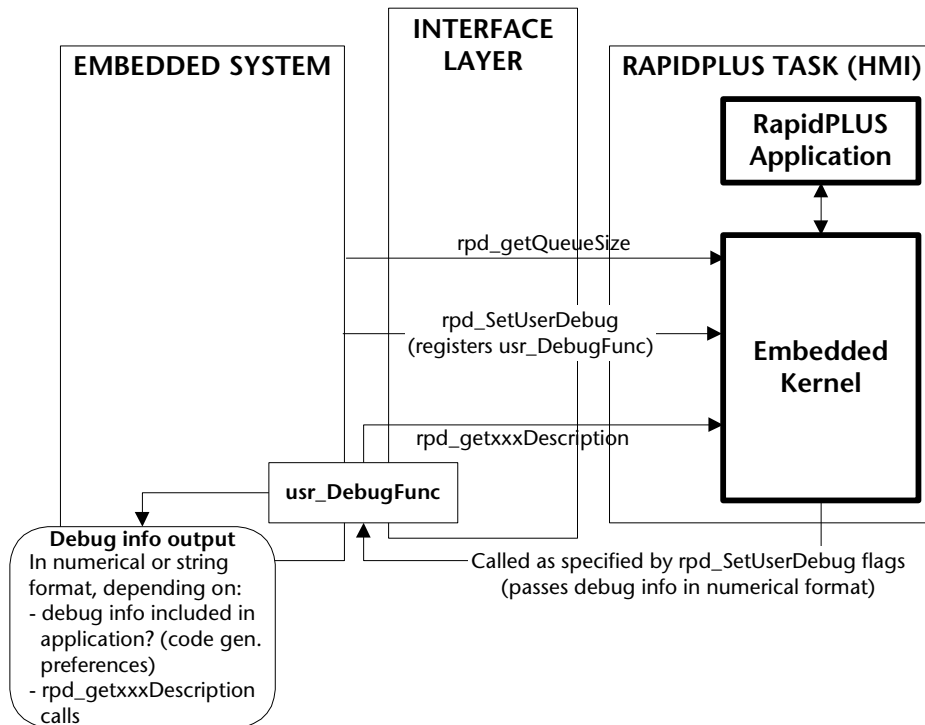 INTERFACE
LAYER
EMBEDDED SYSTEM
RAPIDPLUS TASK (HMI)
RapidPLUS
Application
rpd_getQueueSize
rpd_SetUserDebug
(registers usr_DebugFunc)
Embedded
Kernel
rpd_getxxxDescription
usr_DebugFunc
Debug info output
In numerical or string
format, depending on:
- debug info included in
application? (code gen.
preferences)
- rpd_getxxxDescription
calls
Called as specified by rpd_SetUserDebug flags
(passes debug info in numerical format)